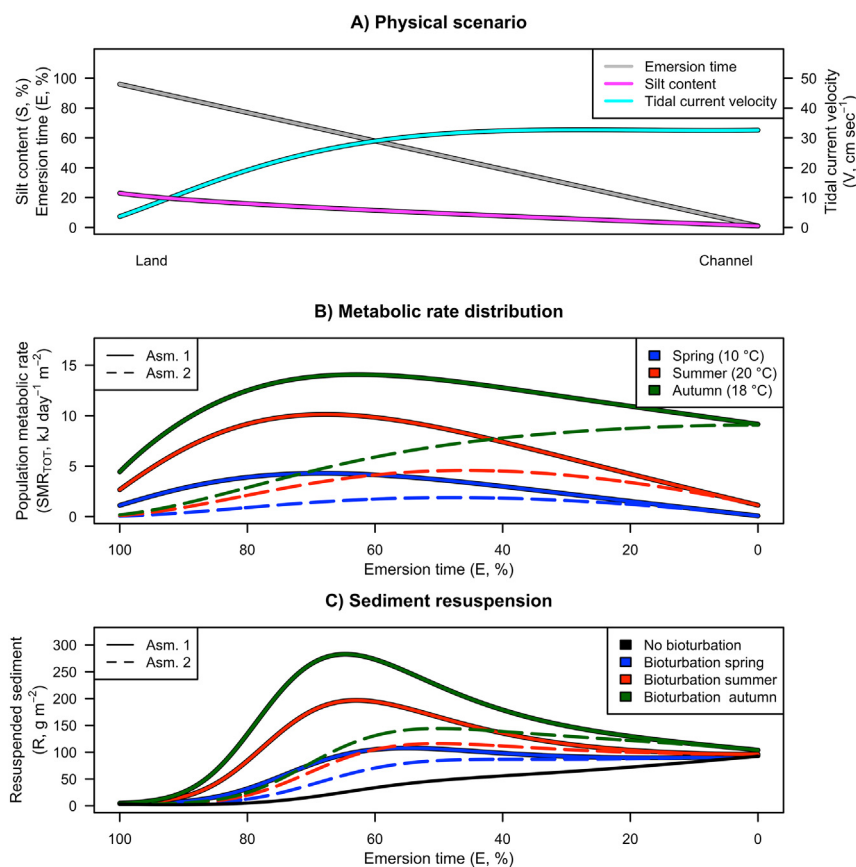 A) Physical scenario
Silt content (S, %)
Emersion time (E, %)
100
80
60
40
20
0
Emersion time
Silt content
Tidal current velocity
50
40
30
20
10
0
Tidal current velocity
(V, cm sec⁻¹)
Land
Channel
B) Metabolic rate distribution
Population metabolic rate
(SMR_TOT, kJ day⁻¹ m⁻²)
15
10
5
0
Asm. 1
Asm. 2
Spring (10 °C)
Summer (20 °C)
Autumn (18 °C)
100 80 60 40 20 0
Emersion time (E, %)
C) Sediment resuspension
Resuspended sediment
(R, g m⁻²)
300
250
200
150
100
50
0
Asm. 1
Asm. 2
No bioturbation
Bioturbation spring
Bioturbation summer
Bioturbation autumn
100 80 60 40 20 0
Emersion time (E, %)